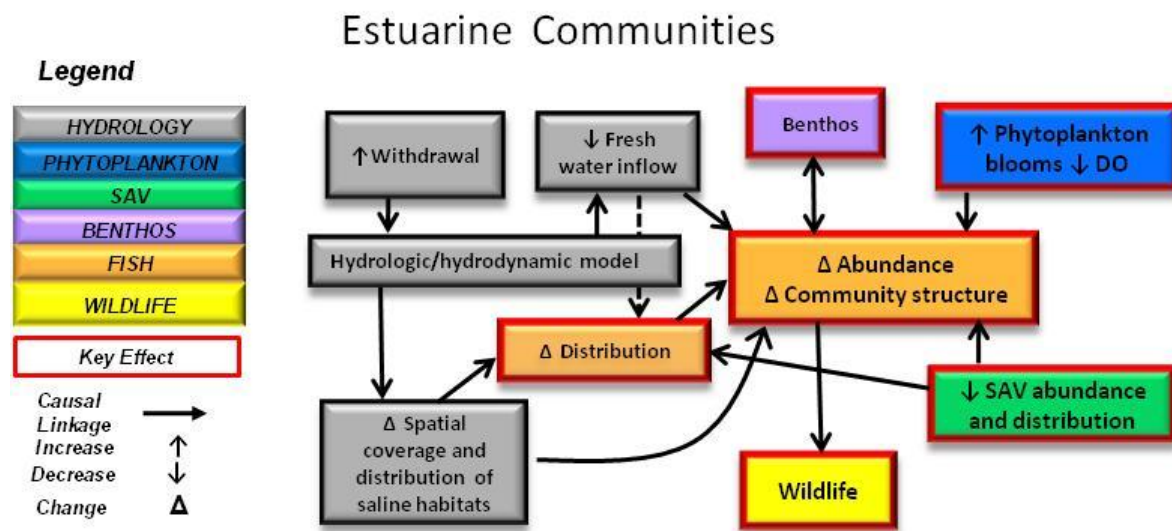 Estuarine Communities
Legend
HYDROLOGY
PHYTOPLANKTON
SAV
BENTHOS
FISH
WILDLIFE
Key Effect
Causal
Linkage
Increase ↑
Decrease ↓
Change Δ
↑ Withdrawal
↓ Fresh
water inflow
Benthos
↑ Phytoplankton
blooms ↓ DO
Hydrologic/hydrodynamic model
Δ Abundance
Δ Community structure
Δ Distribution
↓ SAV abundance
and distribution
Δ Spatial
coverage and
distribution of
saline habitats
Wildlife